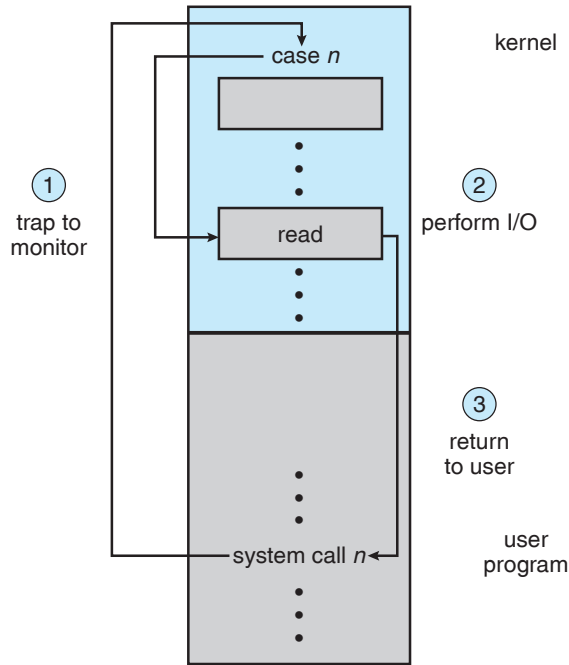 kernel
case n
1
trap to
monitor
2
perform I/O
read
3
return
to user
system call n
user
program